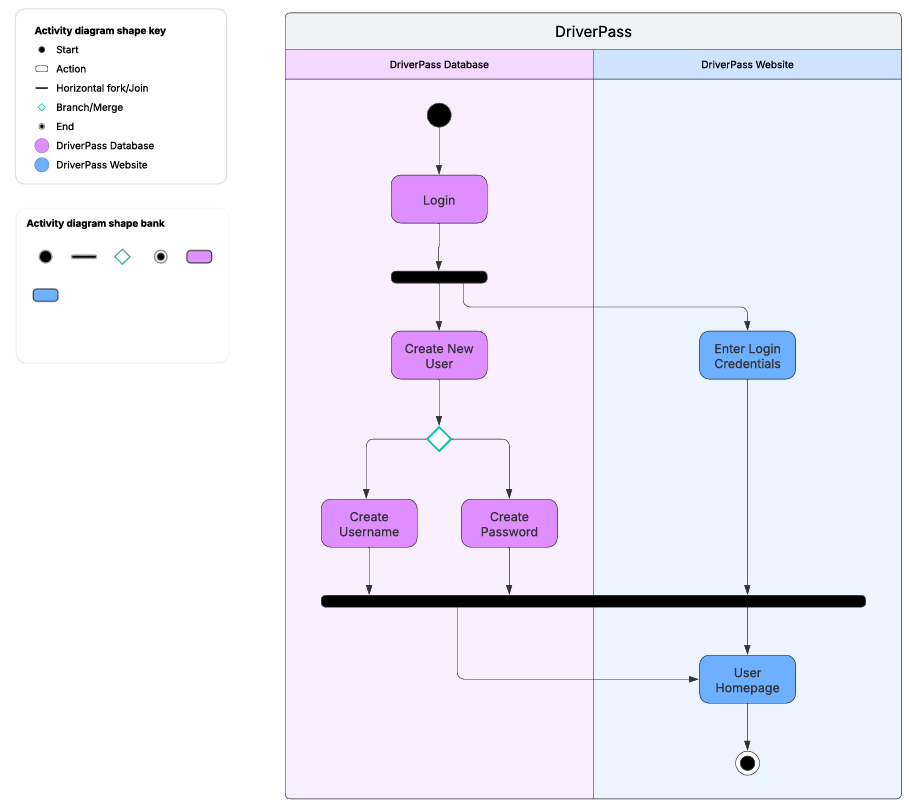 Activity diagram shape key
Start
Action
Horizontal fork/Join
Branch/Merge
End
DriverPass Database
DriverPass Website
Activity diagram shape bank
DriverPass
DriverPass Database
DriverPass Website
Login
Create New
User
Enter Login
Credentials
Create
Username
Create
Password
User
Homepage